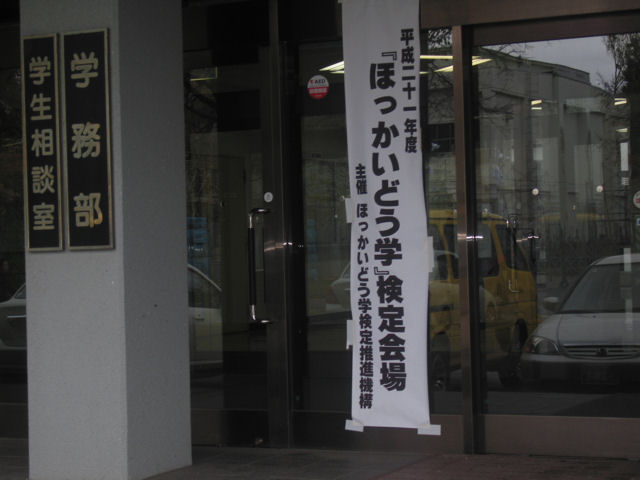 学務部
学生相談室
平成二十一年度
『ほっかいどう学』検定会場
主催 ほっかいどう学検定推進機構
AED